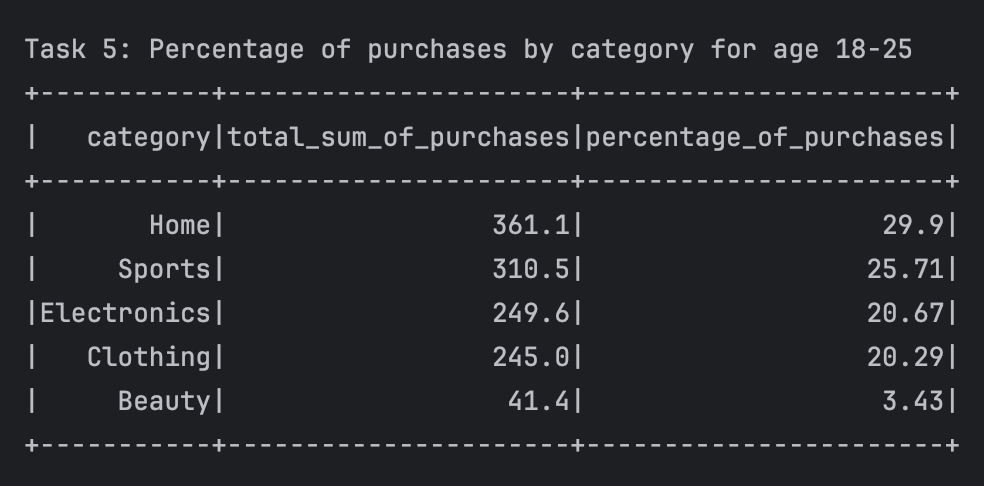 Task 5: Percentage of purchases by category for age 18-25
+-----------+----------------------+-----------------------+
|   category|total_sum_of_purchases|percentage_of_purchases|
+-----------+----------------------+-----------------------+
|       Home|                 361.1|                   29.9|
|     Sports|                 310.5|                  25.71|
|Electronics|                 249.6|                  20.67|
|   Clothing|                 245.0|                  20.29|
|     Beauty|                  41.4|                   3.43|
+-----------+----------------------+-----------------------+